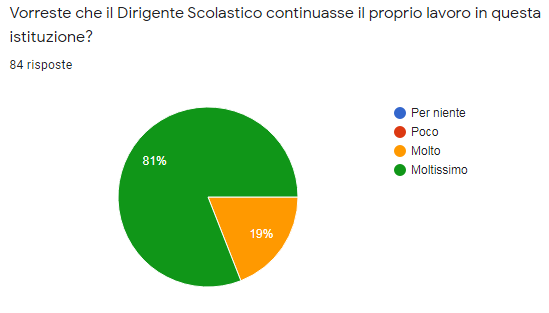 Vorreste che il Dirigente Scolastico continuasse il proprio lavoro in questa
istituzione?
84 risposte
Per niente
Poco
Molto
Moltissimo
81%
19%